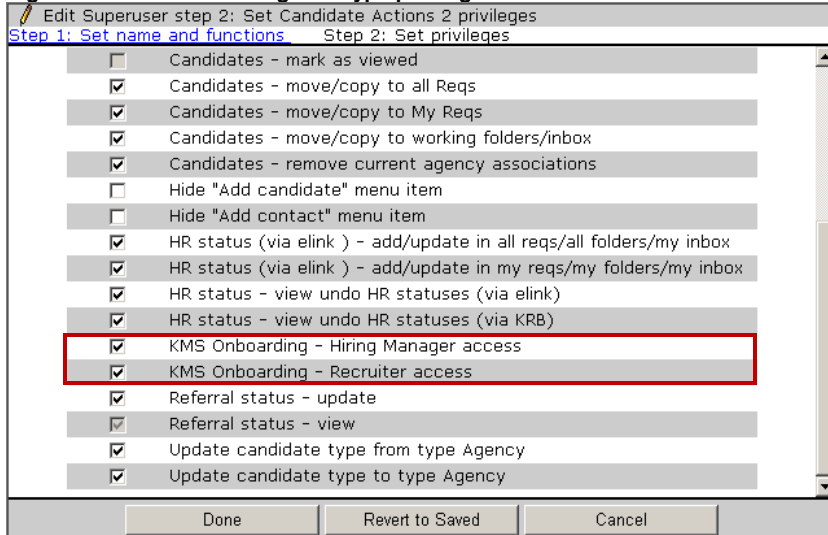 Edit Superuser step 2: Set Candidate Actions 2 privileges
Step 1: Set name and functions Step 2: Set privileges
Candidates - mark as viewed
Candidates - move/copy to all Reqs
Candidates - move/copy to My Reqs
Candidates - move/copy to working folders/inbox
Candidates - remove current agency associations
Hide "Add candidate" menu item
Hide "Add contact" menu item
HR status (via elink ) - add/update in all reqs/all folders/my inbox
HR status (via elink ) - add/update in my reqs/my folders/my inbox
HR status - view undo HR statuses (via elink)
HR status - view undo HR statuses (via KRB)
KMS Onboarding - Hiring Manager access
KMS Onboarding - Recruiter access
Referral status - update
Referral status - view
Update candidate type from type Agency
Update candidate type to type Agency
Done Revert to Saved Cancel